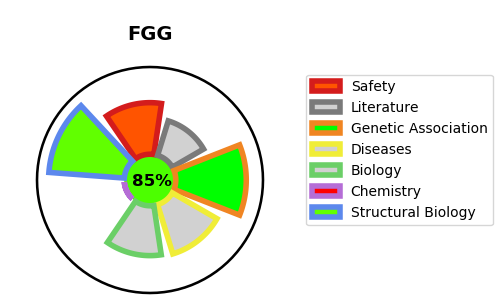 FGG
85%
Safety
Literature
Genetic Association
Diseases
Biology
Chemistry
Structural Biology